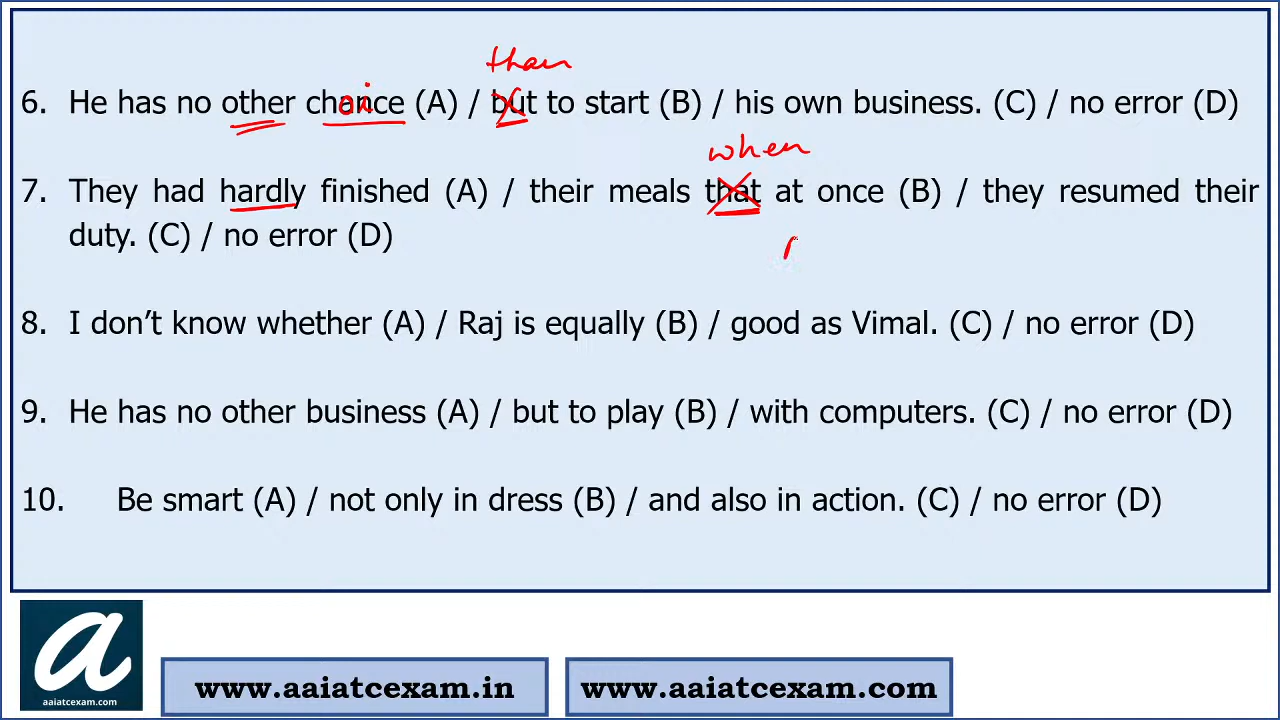 than
6. He has no other chance (A) / but to start (B) / his own business. (C) / no error (D)
oi
when
7. They had hardly finished (A) / their meals that at once (B) / they resumed their
duty. (C) / no error (D)
8. I don’t know whether (A) / Raj is equally (B) / good as Vimal. (C) / no error (D)
9. He has no other business (A) / but to play (B) / with computers. (C) / no error (D)
10. Be smart (A) / not only in dress (B) / and also in action. (C) / no error (D)
a
aaiatcexam.com
www.aaiatcexam.in
www.aaiatcexam.com